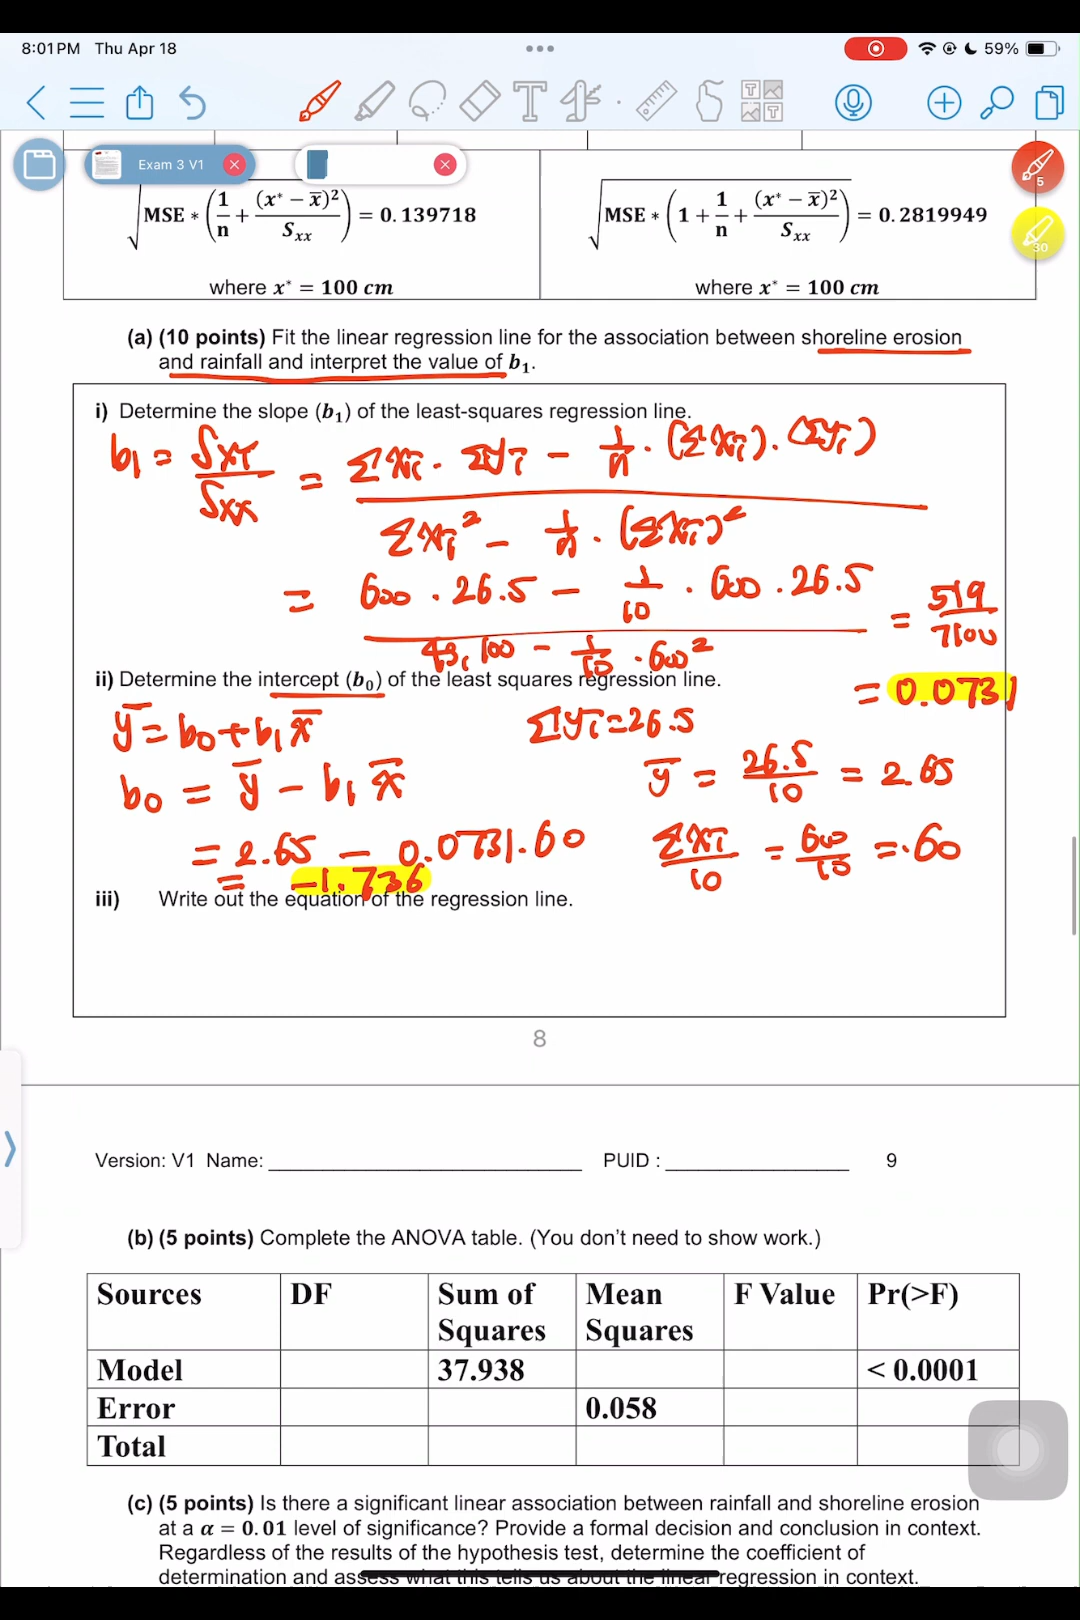 8:01PM Thu Apr 18
59%
Exam 3 V1
5
30
√MSE * (1/n + (x* − x̅)²/Sxx) = 0.139718
where x* = 100 cm
√MSE * (1 + 1/n + (x* − x̅)²/Sxx) = 0.2819949
where x* = 100 cm
(a) (10 points) Fit the linear regression line for the association between shoreline erosion
and rainfall and interpret the value of b₁.
i) Determine the slope (b₁) of the least-squares regression line.
b₁ = SXY/SXX = (Σxi · Σyi − 1/n · (Σxi) · (Σyi))/(Σxi² − 1/n · (Σxi)²)
= (600 · 26.5 − 1/10 · 600 · 26.5)/(43,100 − 1/10 · 600²) = 519/7100
= 0.0731
ii) Determine the intercept (b₀) of the least squares regression line.
y̅ = b₀ + b₁ x̅
Σyi = 26.5
b₀ = y̅ − b₁ x̅
y̅ = 26.5/10 = 2.65
= 2.65 − 0.0731 · 60
Σxi/10 = 600/10 = 60
= −1.736
iii) Write out the equation of the regression line.
8
Version: V1 Name: ____ PUID : ____ 9
(b) (5 points) Complete the ANOVA table. (You don't need to show work.)
Sources DF Sum of Squares Mean Squares F Value Pr(>F)
Model 37.938 < 0.0001
Error 0.058
Total
(c) (5 points) Is there a significant linear association between rainfall and shoreline erosion
at a α = 0.01 level of significance? Provide a formal decision and conclusion in context.
Regardless of the results of the hypothesis test, determine the coefficient of
determination and assess what this tells us about the linear regression in context.